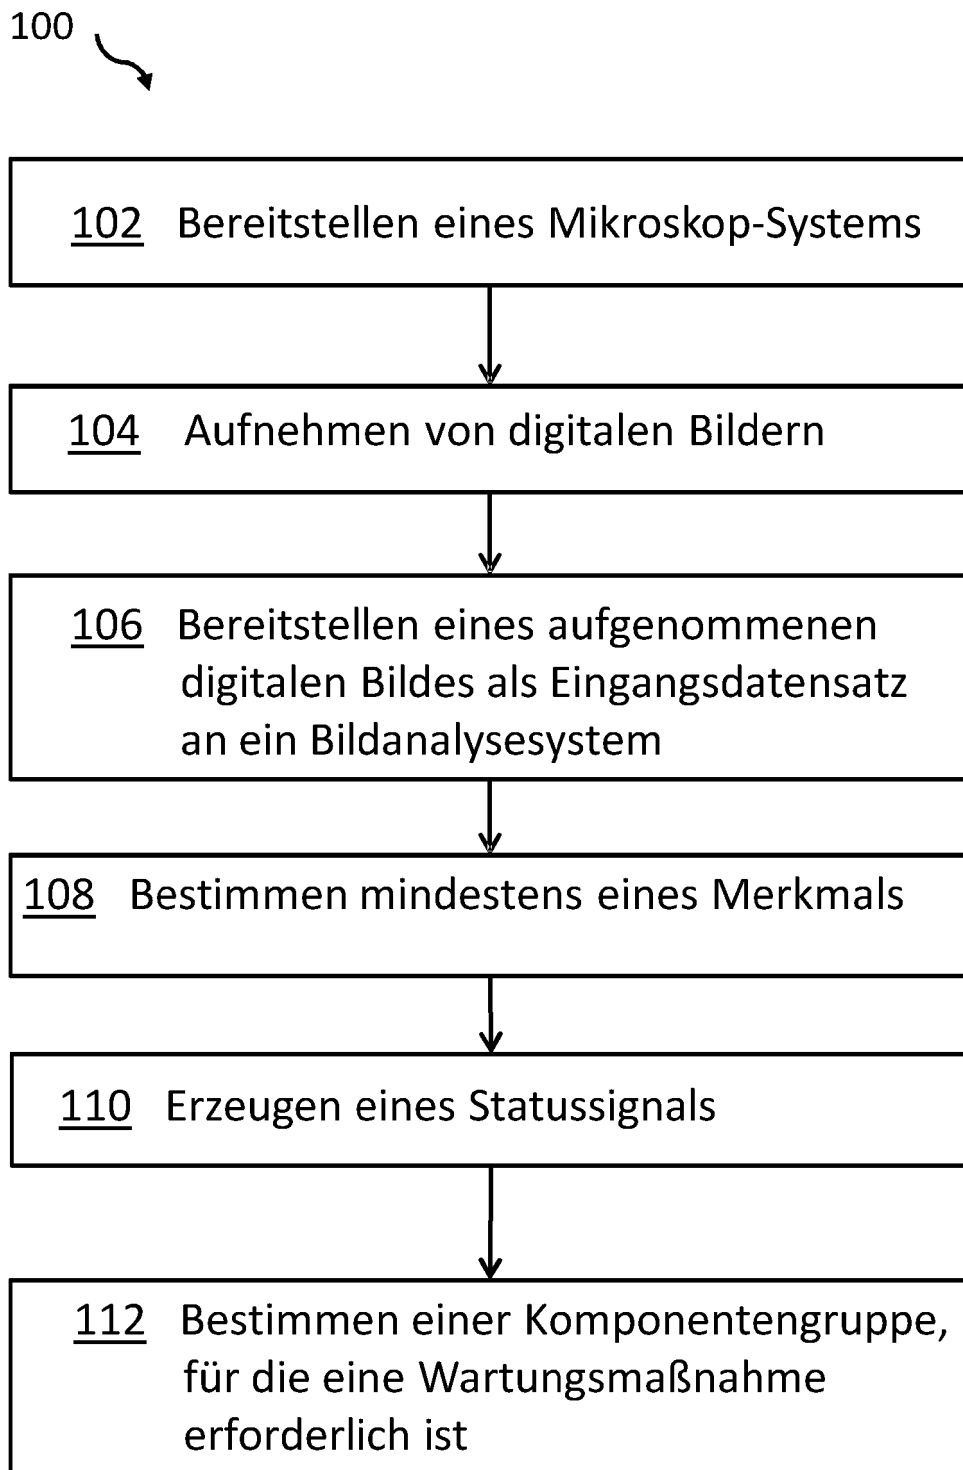 100
102 Bereitstellen eines Mikroskop-Systems
104 Aufnehmen von digitalen Bildern
106 Bereitstellen eines aufgenommenen
digitalen Bildes als Eingangsdatensatz
an ein Bildanalysesystem
108 Bestimmen mindestens eines Merkmals
110 Erzeugen eines Statussignals
112 Bestimmen einer Komponentengruppe,
für die eine Wartungsmaßnahme
erforderlich ist